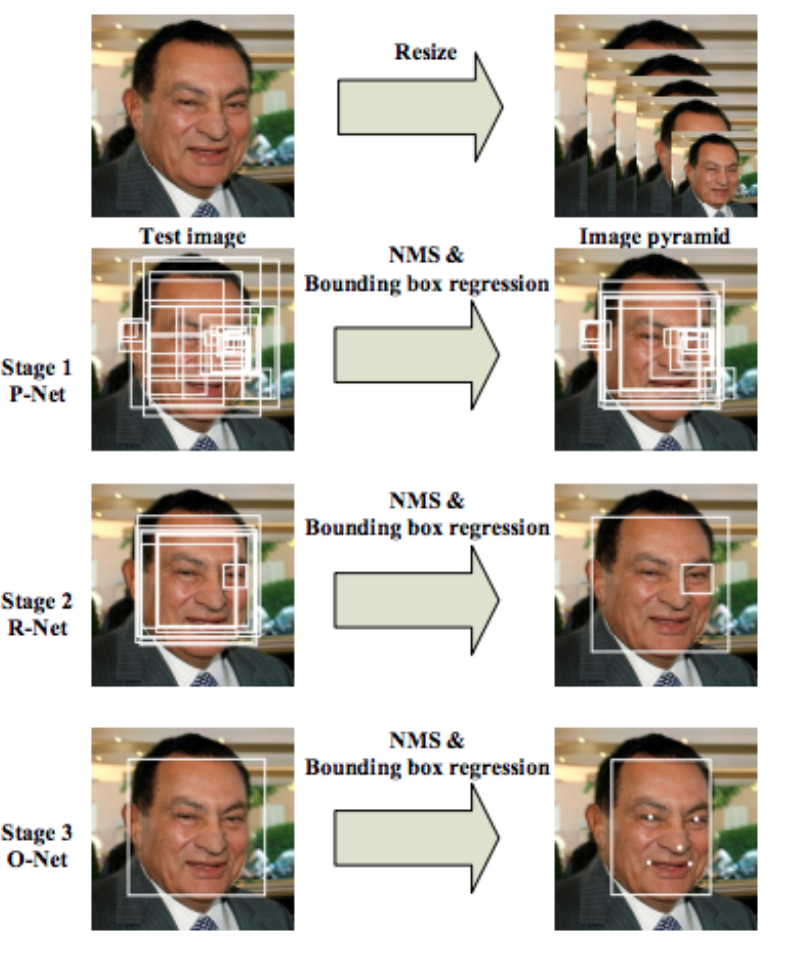 Resize
Test image
Image pyramid
NMS &
Bounding box regression
Stage 1
P-Net
NMS &
Bounding box regression
Stage 2
R-Net
NMS &
Bounding box regression
Stage 3
O-Net